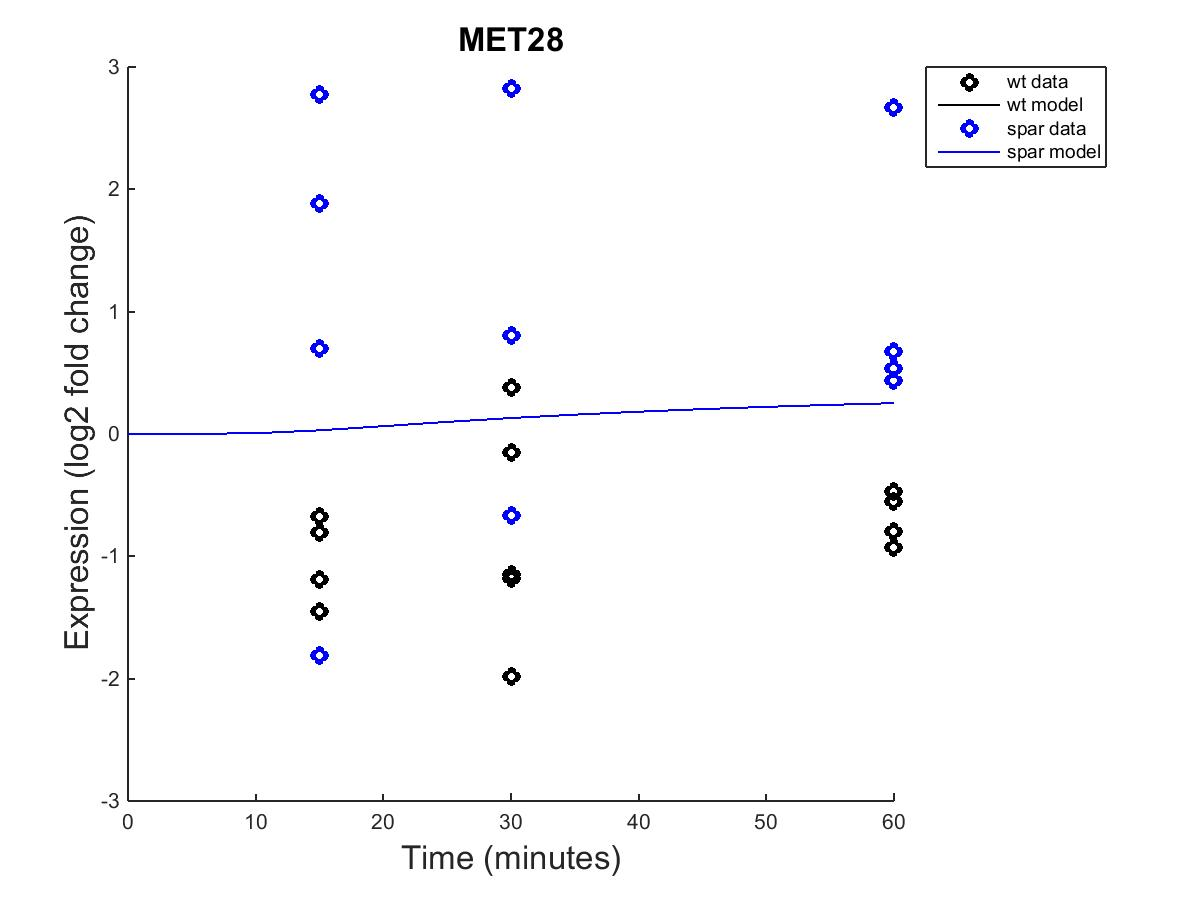 MET28
wt data
wt model
spar data
spar model
Expression (log2 fold change)
3
2
1
0
-1
-2
-3
0 10 20 30 40 50 60
Time (minutes)